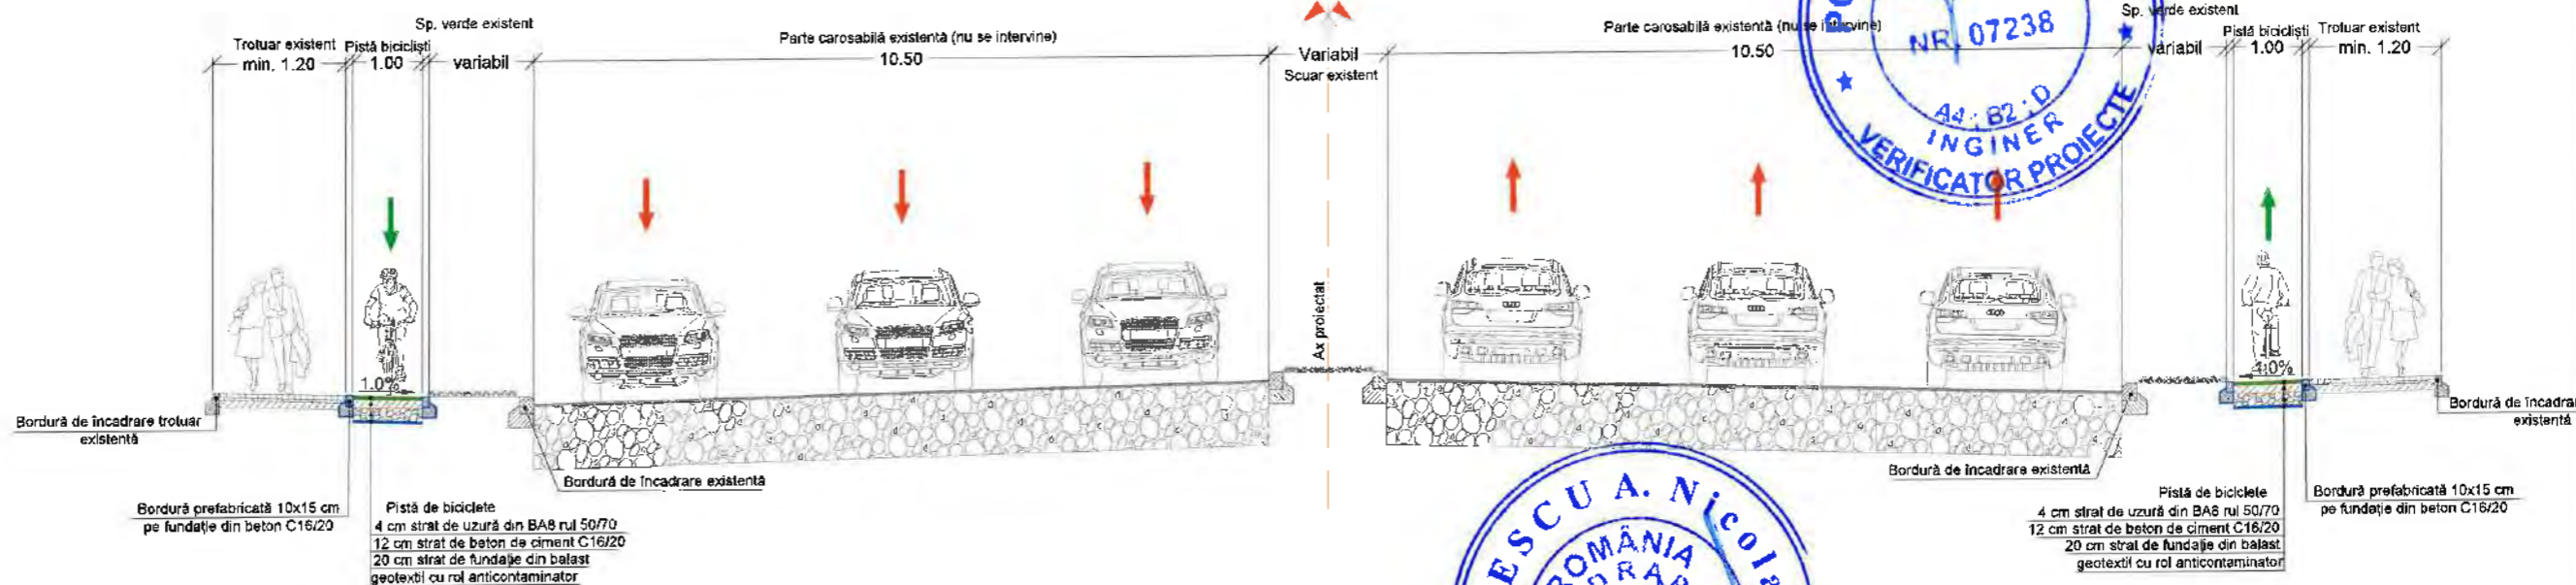 Sp. verde existent
Trotuar existent
Pistă bicicliști
min. 1.20
1.00
variabil
Parte carosabilă existentă (nu se intervine)
10.50
Variabil
Scuar existent
Parte carosabilă existentă (nu se intervine)
10.50
Sp. verde existent
variabil
Pistă bicicliști
Trotuar existent
1.00
min. 1.20
NR. 07238
A4 ; B2 ; D
INGINER
VERIFICATOR PROIECTE
Ax proiectat
1.0%
1.0%
Bordură de încadrare trotuar
existentă
Bordură de încadrare existentă
Bordură prefabricată 10x15 cm
pe fundație din beton C16/20
Pistă de biciclete
4 cm strat de uzură din BA8 rul 50/70
12 cm strat de beton de ciment C16/20
20 cm strat de fundație din balast
geotextil cu rol anticontaminator
Bordură de încadrare existentă
Bordură de
existentă
Pistă de biciclete
4 cm strat de uzură din BA8 rul 50/70
12 cm strat de beton de ciment C16/20
20 cm strat de fundație din balast
geotextil cu rol anticontaminator
Bordură prefabricată 10x15 cm
pe fundație din beton C16/20
ESCU A. Nicola
ROMÂNIA